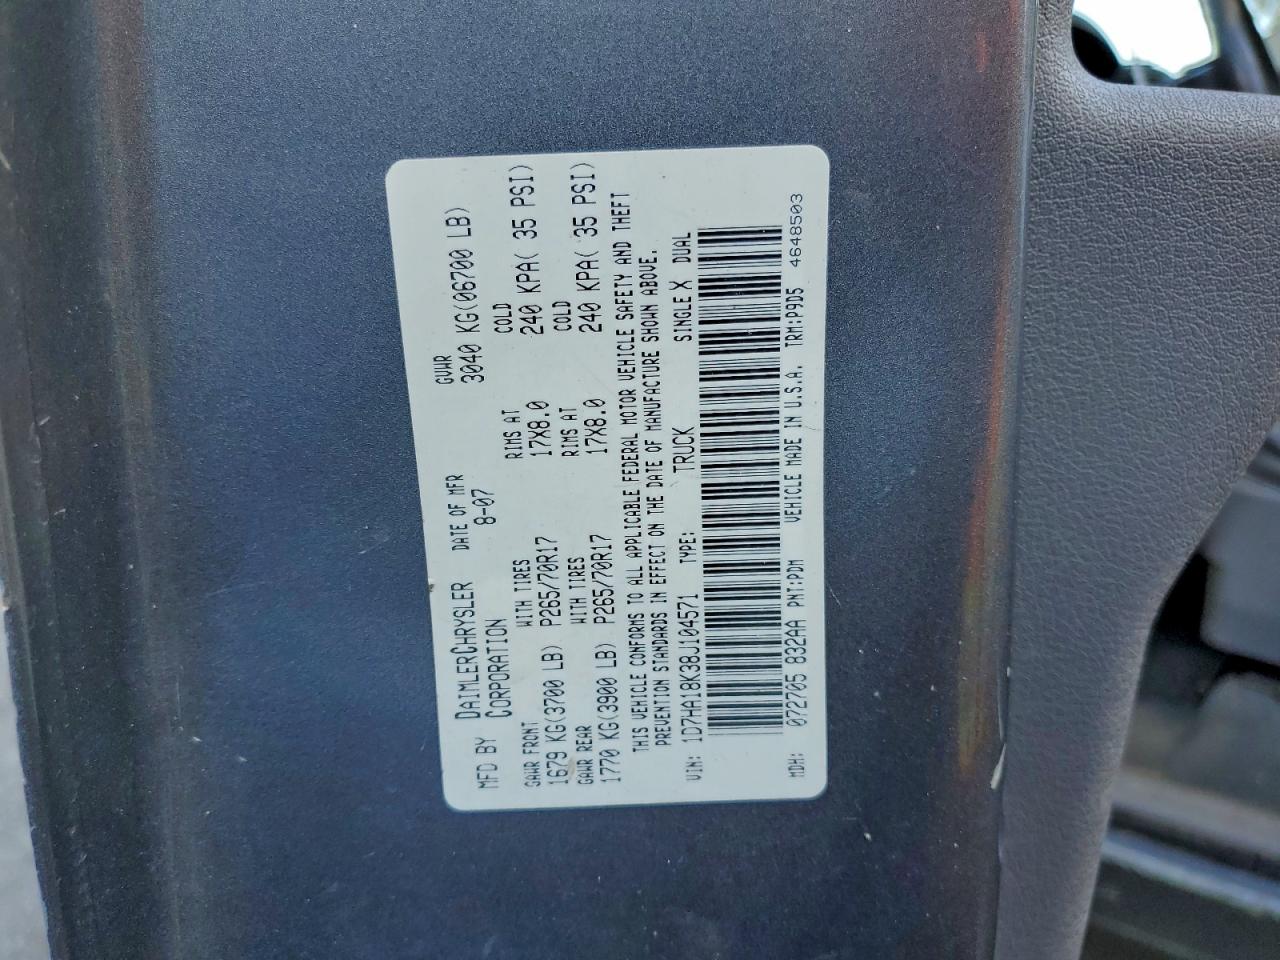 MFD BY DAIMLERCHRYSLER CORPORATION DATE OF MFR 8-07 GVWR 3040 KG(06700 LB)
GAWR FRONT WITH TIRES RIMS AT COLD
1679 KG(3700 LB) P265/70R17 17X8.0 240 KPA( 35 PSI)
GAWR REAR WITH TIRES RIMS AT COLD
1770 KG(3900 LB) P265/70R17 17X8.0 240 KPA( 35 PSI)
THIS VEHICLE CONFORMS TO ALL APPLICABLE FEDERAL MOTOR VEHICLE SAFETY AND THEFT
PREVENTION STANDARDS IN EFFECT ON THE DATE OF MANUFACTURE SHOWN ABOVE.
VIN: 1D7HA18K38J104571 TYPE: TRUCK SINGLE X DUAL
MDH: 072705 832AA PNT:PDM VEHICLE MADE IN U.S.A. TRM:P9D5 4648503